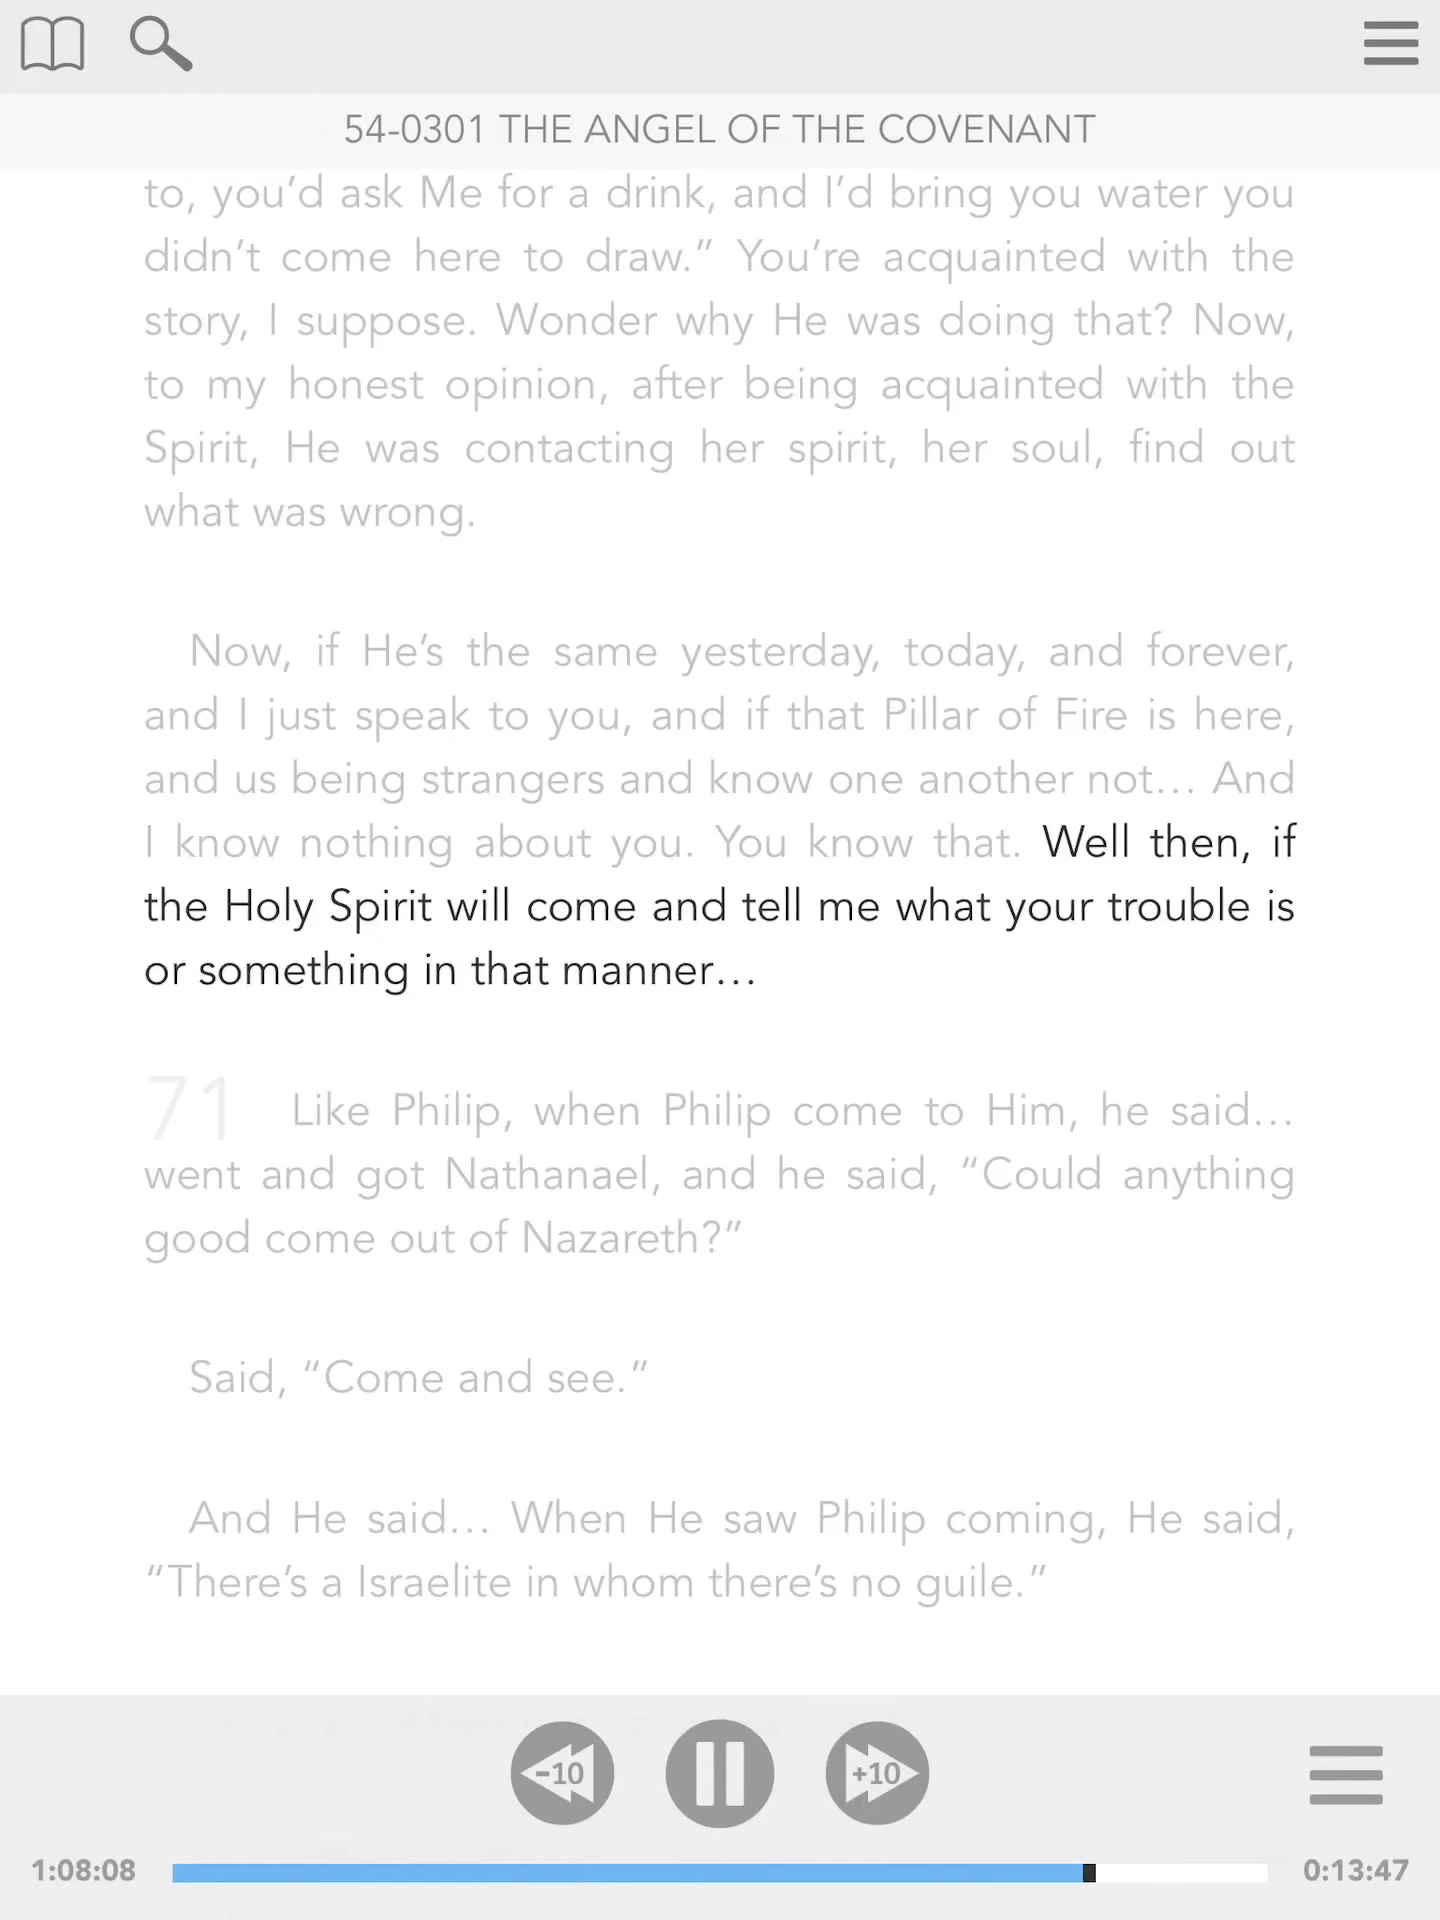 54-0301 THE ANGEL OF THE COVENANT
to, you’d ask Me for a drink, and I’d bring you water you
didn’t come here to draw.” You’re acquainted with the
story, I suppose. Wonder why He was doing that? Now,
to my honest opinion, after being acquainted with the
Spirit, He was contacting her spirit, her soul, find out
what was wrong.
Now, if He’s the same yesterday, today, and forever,
and I just speak to you, and if that Pillar of Fire is here,
and us being strangers and know one another not… And
I know nothing about you. You know that. Well then, if
the Holy Spirit will come and tell me what your trouble is
or something in that manner…
71 Like Philip, when Philip come to Him, he said…
went and got Nathanael, and he said, “Could anything
good come out of Nazareth?”
Said, “Come and see.”
And He said… When He saw Philip coming, He said,
“There’s a Israelite in whom there’s no guile.”
-10 +10
1:08:08 0:13:47